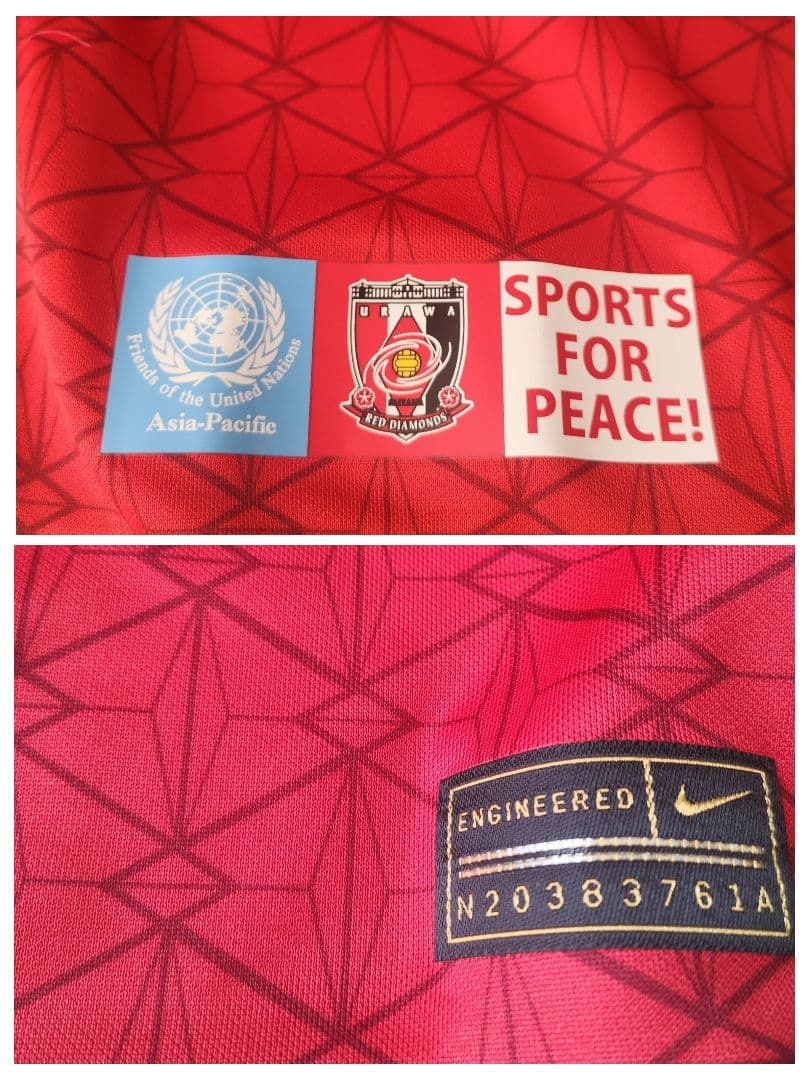 Friends of the United Nations
Asia-Pacific
URAWA
RED DIAMONDS
SPORTS
FOR
PEACE!
ENGINEERED
N20383761A